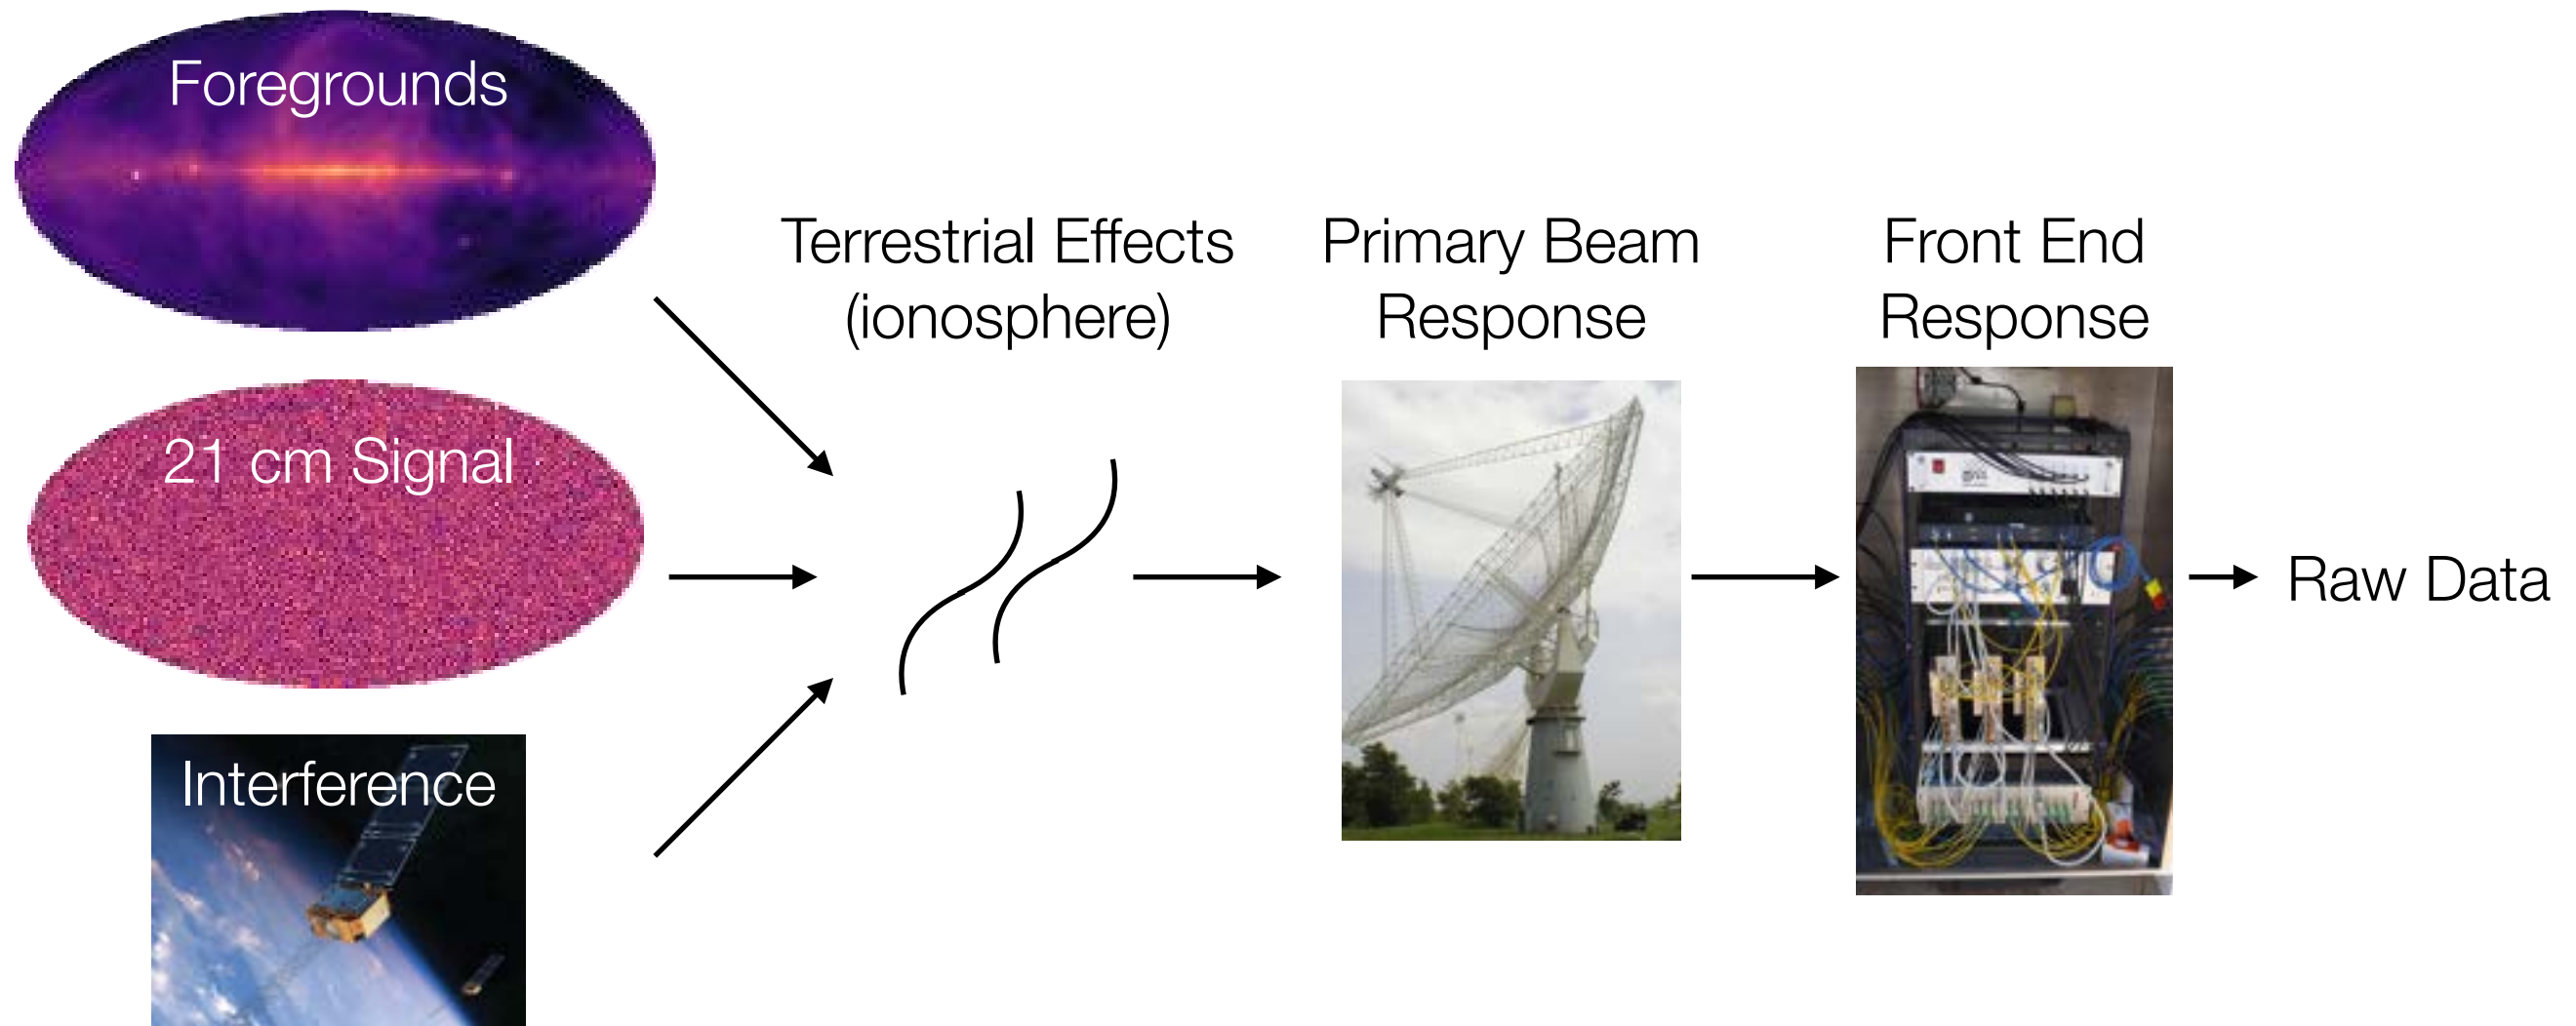 Foregrounds
21 cm Signal
Interference
Terrestrial Effects
(ionosphere)
Primary Beam
Response
Front End
Response
Raw Data